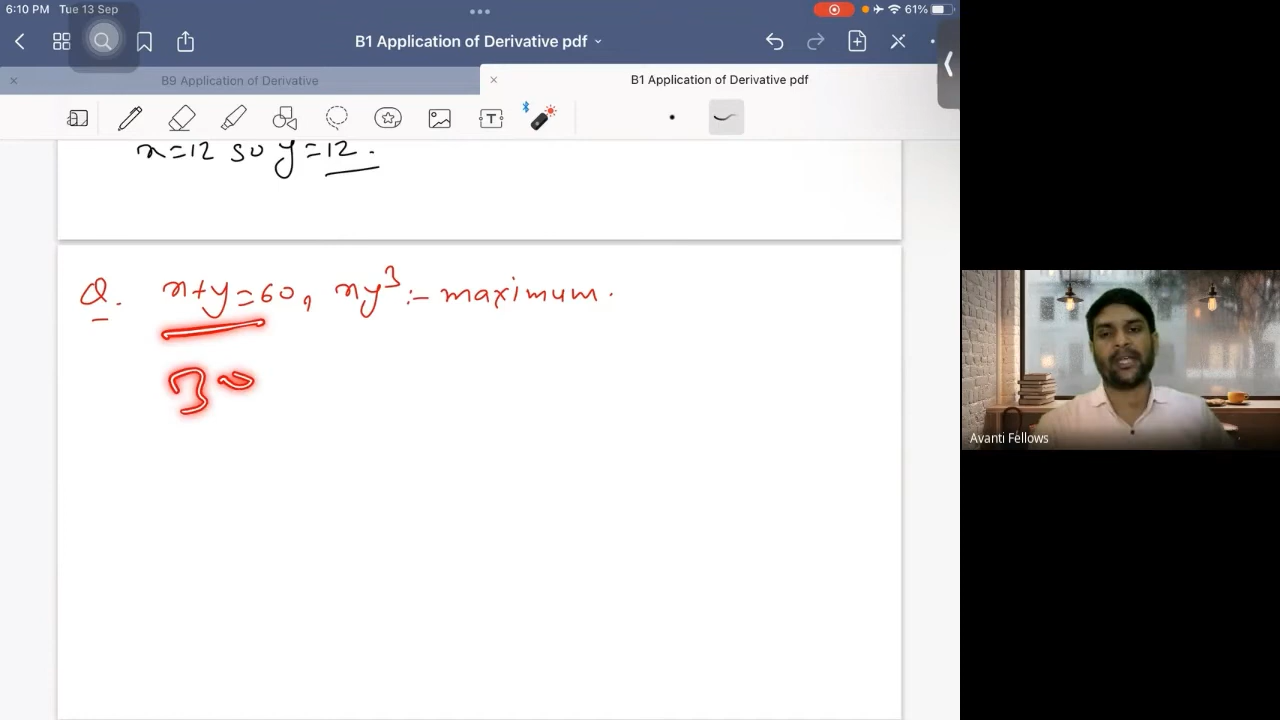 6:10 PM Tue 13 Sep
61%
B1 Application of Derivative pdf
B9 Application of Derivative
B1 Application of Derivative pdf
x=12 so y=12.
Q. x+y=60, xy³:- maximum.
30
Avanti Fellows